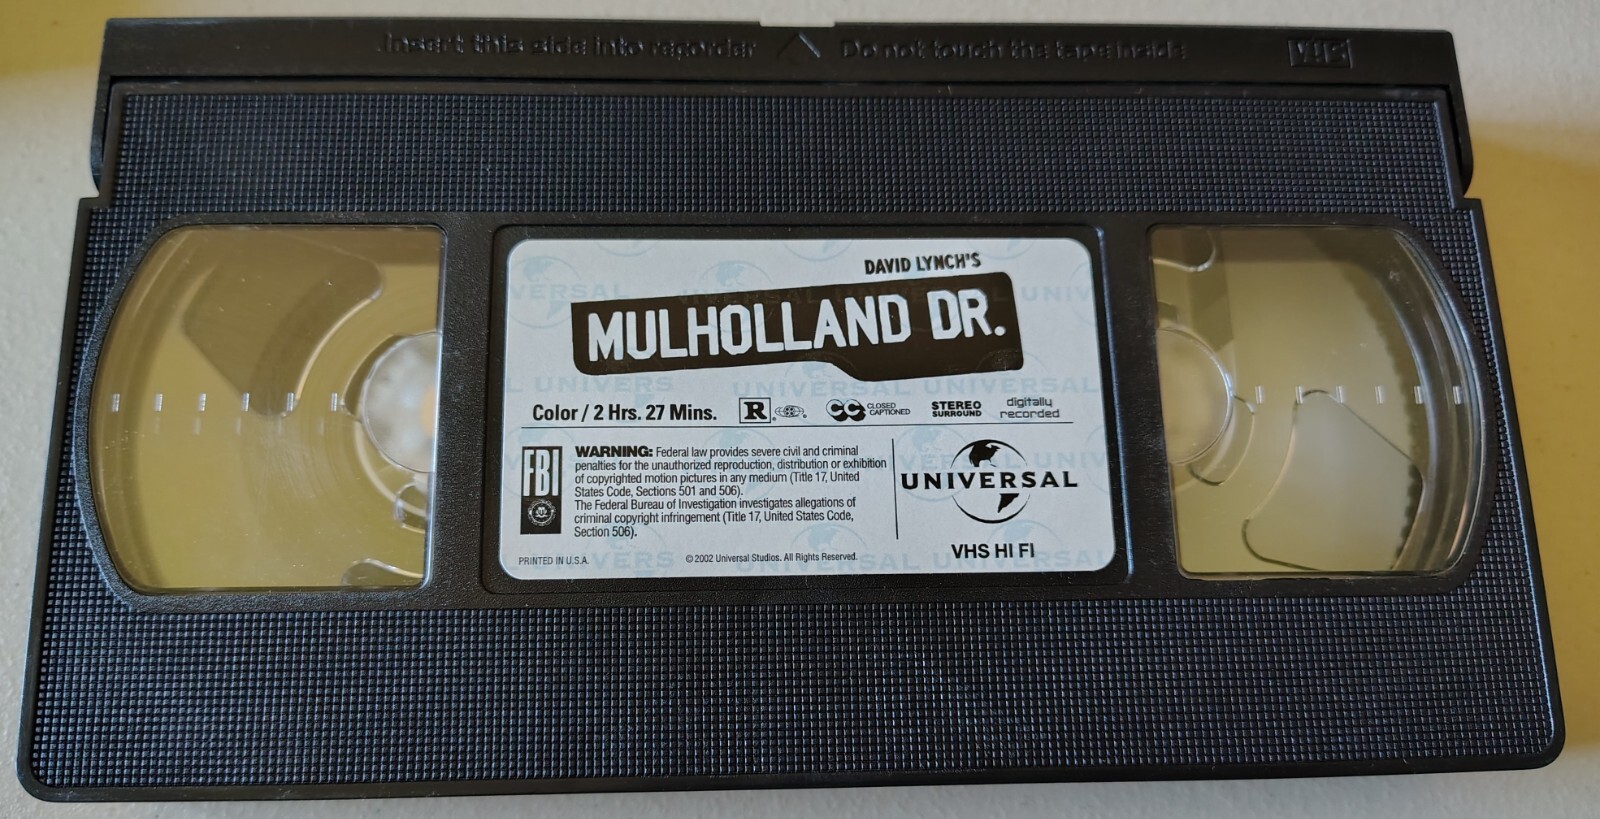 Insert this side into recorder Do not touch the tape inside VHS
DAVID LYNCH'S
MULHOLLAND DR.
Color / 2 Hrs. 27 Mins. R CC CLOSED CAPTIONED STEREO SURROUND digitally recorded
FBI
WARNING: Federal law provides severe civil and criminal
penalties for the unauthorized reproduction, distribution or exhibition
of copyrighted motion pictures in any medium (Title 17, United
States Code, Sections 501 and 506).
The Federal Bureau of Investigation investigates allegations of
criminal copyright infringement (Title 17, United States Code,
Section 506).
UNIVERSAL
VHS HI FI
PRINTED IN U.S.A. © 2002 Universal Studios. All Rights Reserved.